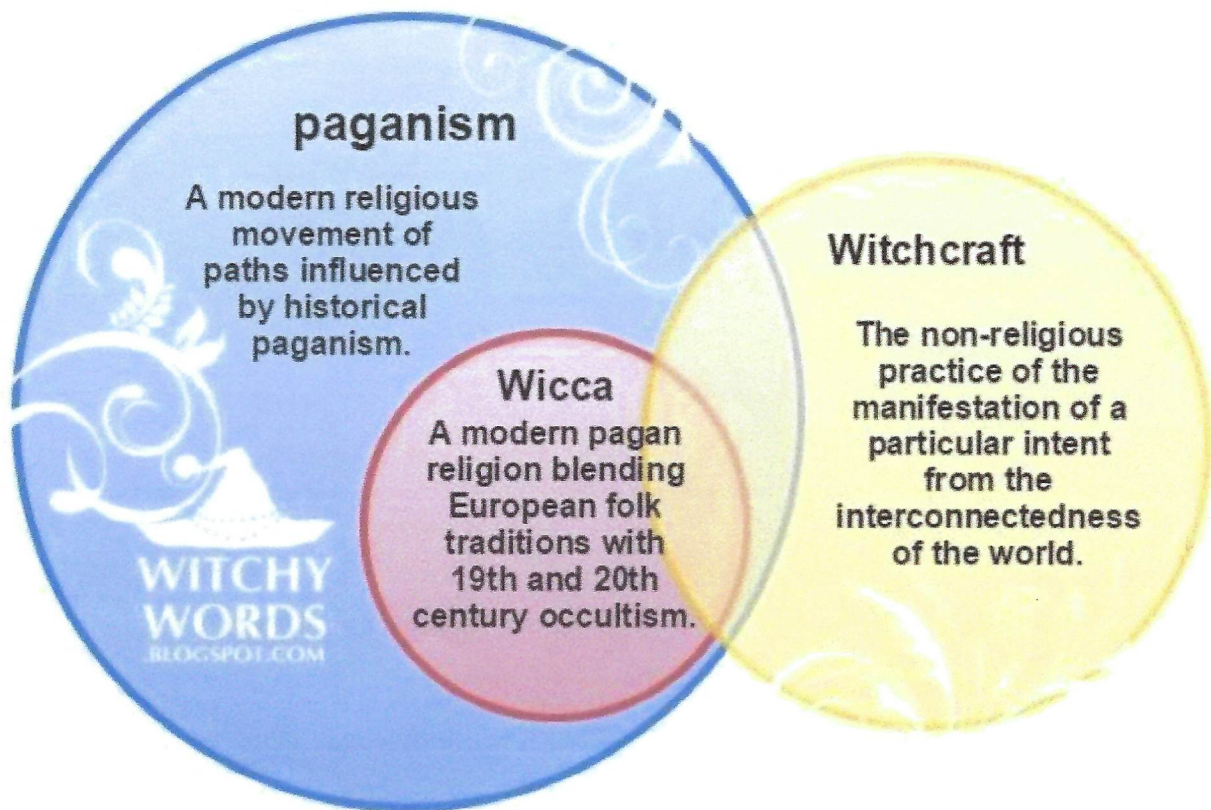 paganism
A modern religious
movement of
paths influenced
by historical
paganism.
Witchcraft
The non-religious
practice of the
manifestation of a
particular intent
from the
interconnectedness
of the world.
Wicca
A modern pagan
religion blending
European folk
traditions with
19th and 20th
century occultism.
WITCHY
WORDS
.BLOGSPOT.COM